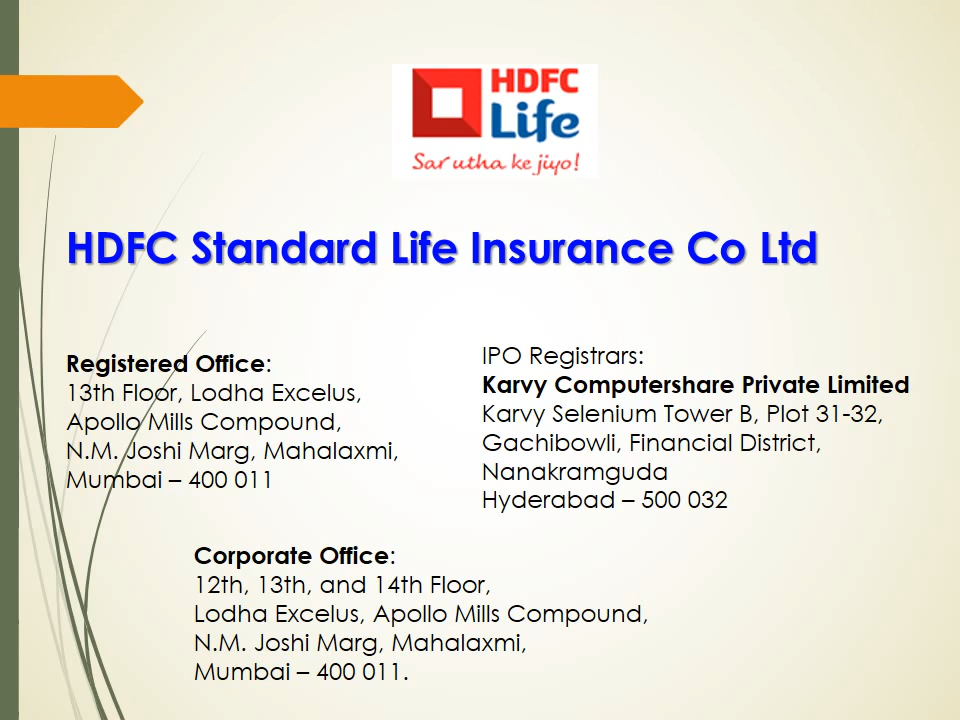 HDFC
Life
Sar utha ke jiyo!
HDFC Standard Life Insurance Co Ltd
Registered Office:
13th Floor, Lodha Excelus,
Apollo Mills Compound,
N.M. Joshi Marg, Mahalaxmi,
Mumbai – 400 011
IPO Registrars:
Karvy Computershare Private Limited
Karvy Selenium Tower B, Plot 31-32,
Gachibowli, Financial District,
Nanakramguda
Hyderabad – 500 032
Corporate Office:
12th, 13th, and 14th Floor,
Lodha Excelus, Apollo Mills Compound,
N.M. Joshi Marg, Mahalaxmi,
Mumbai – 400 011.